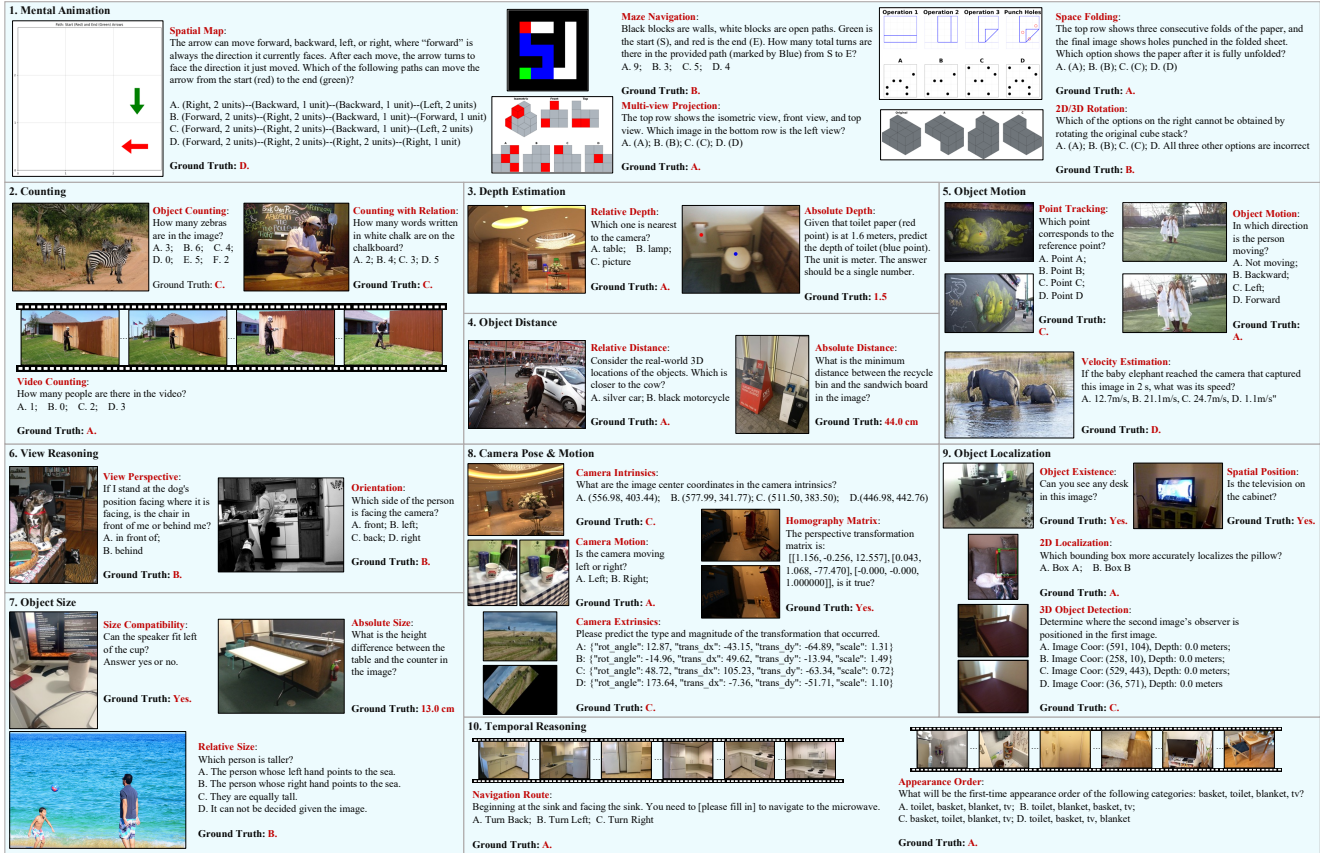 1. Mental Animation
Path: Start (Red) and End (Green) Arrows
Spatial Map:
The arrow can move forward, backward, left, or right, where “forward” is
always the direction it currently faces. After each move, the arrow turns to
face the direction it just moved. Which of the following paths can move the
arrow from the start (red) to the end (green)?
A. (Right, 2 units)--(Backward, 1 unit)--(Backward, 1 unit)--(Left, 2 units)
B. (Forward, 2 units)--(Right, 2 units)--(Backward, 1 unit)--(Forward, 1 unit)
C. (Forward, 2 units)--(Right, 2 units)--(Backward, 1 unit)--(Left, 2 units)
D. (Forward, 2 units)--(Right, 2 units)--(Right, 2 units)--(Right, 1 unit)
Ground Truth: D.
Maze Navigation:
Black blocks are walls, white blocks are open paths. Green is
the start (S), and red is the end (E). How many total turns are
there in the provided path (marked by Blue) from S to E?
A. 9; B. 3; C. 5; D. 4
Ground Truth: B.
Isometric Front Top
A B C D
Multi-view Projection:
The top row shows the isometric view, front view, and top
view. Which image in the bottom row is the left view?
A. (A); B. (B); C. (C); D. (D)
Ground Truth: A.
Operation 1 Operation 2 Operation 3 Punch Holes
A B C D
Space Folding:
The top row shows three consecutive folds of the paper, and
the final image shows holes punched in the folded sheet.
Which option shows the paper after it is fully unfolded?
A. (A); B. (B); C. (C); D. (D)
Ground Truth: A.
Original A B C
2D/3D Rotation:
Which of the options on the right cannot be obtained by
rotating the original cube stack?
A. (A); B. (B); C. (C); D. All three other options are incorrect
Ground Truth: B.
2. Counting
Object Counting:
How many zebras
are in the image?
A. 3; B. 6; C. 4;
D. 0; E. 5; F. 2
Ground Truth: C.
Counting with Relation:
How many words written
in white chalk are on the
chalkboard?
A. 2; B. 4; C. 3; D. 5
Ground Truth: C.
Video Counting:
How many people are there in the video?
A. 1; B. 0; C. 2; D. 3
Ground Truth: A.
3. Depth Estimation
Relative Depth:
Which one is nearest
to the camera?
A. table; B. lamp;
C. picture
Ground Truth: A.
Absolute Depth:
Given that toilet paper (red
point) is at 1.6 meters, predict
the depth of toilet (blue point).
The unit is meter. The answer
should be a single number.
Ground Truth: 1.5
4. Object Distance
Relative Distance:
Consider the real-world 3D
locations of the objects. Which is
closer to the cow?
A. silver car; B. black motorcycle
Ground Truth: A.
Absolute Distance:
What is the minimum
distance between the recycle
bin and the sandwich board
in the image?
Ground Truth: 44.0 cm
5. Object Motion
Point Tracking:
Which point
corresponds to the
reference point?
A. Point A;
B. Point B;
C. Point C;
D. Point D
Ground Truth:
C.
Object Motion:
In which direction
is the person
moving?
A. Not moving;
B. Backward;
C. Left;
D. Forward
Ground Truth:
A.
Velocity Estimation:
If the baby elephant reached the camera that captured
this image in 2 s, what was its speed?
A. 12.7m/s, B. 21.1m/s, C. 24.7m/s, D. 1.1m/s"
Ground Truth: D.
6. View Reasoning
View Perspective:
If I stand at the dog's
position facing where it is
facing, is the chair in
front of me or behind me?
A. in front of;
B. behind
Ground Truth: B.
Orientation:
Which side of the person
is facing the camera?
A. front; B. left;
C. back; D. right
Ground Truth: B.
7. Object Size
Size Compatibility:
Can the speaker fit left
of the cup?
Answer yes or no.
Ground Truth: Yes.
Absolute Size:
What is the height
difference between the
table and the counter in
the image?
Ground Truth: 13.0 cm
Relative Size:
Which person is taller?
A. The person whose left hand points to the sea.
B. The person whose right hand points to the sea.
C. They are equally tall.
D. It can not be decided given the image.
Ground Truth: B.
8. Camera Pose & Motion
Camera Intrinsics:
What are the image center coordinates in the camera intrinsics?
A. (556.98, 403.44); B. (577.99, 341.77); C. (511.50, 383.50); D.(446.98, 442.76)
Ground Truth: C.
Camera Motion:
Is the camera moving
left or right?
A. Left; B. Right;
Ground Truth: A.
Homography Matrix:
The perspective transformation
matrix is:
[[1.156, -0.256, 12.557], [0.043,
1.068, -77.470], [-0.000, -0.000,
1.000000]], is it true?
Ground Truth: Yes.
Camera Extrinsics:
Please predict the type and magnitude of the transformation that occurred.
A: {"rot_angle": 12.87, "trans_dx": -43.15, "trans_dy": -64.89, "scale": 1.31}
B: {"rot_angle": -14.96, "trans_dx": 49.62, "trans_dy": -13.94, "scale": 1.49}
C: {"rot_angle": 48.72, "trans_dx": 105.23, "trans_dy": -63.34, "scale": 0.72}
D: {"rot_angle": 173.64, "trans_dx": -7.36, "trans_dy": -51.71, "scale": 1.10}
Ground Truth: C.
9. Object Localization
Object Existence:
Can you see any desk
in this image?
Ground Truth: Yes.
Spatial Position:
Is the television on
the cabinet?
Ground Truth: Yes.
2D Localization:
Which bounding box more accurately localizes the pillow?
A. Box A; B. Box B
Ground Truth: A.
3D Object Detection:
Determine where the second image’s observer is
positioned in the first image.
A. Image Coor: (591, 104), Depth: 0.0 meters;
B. Image Coor: (258, 10), Depth: 0.0 meters;
C. Image Coor: (529, 443), Depth: 0.0 meters;
D. Image Coor: (36, 571), Depth: 0.0 meters
Ground Truth: C.
10. Temporal Reasoning
Navigation Route:
Beginning at the sink and facing the sink. You need to [please fill in] to navigate to the microwave.
A. Turn Back; B. Turn Left; C. Turn Right
Ground Truth: A.
Appearance Order:
What will be the first-time appearance order of the following categories: basket, toilet, blanket, tv?
A. toilet, basket, blanket, tv; B. toilet, blanket, basket, tv;
C. basket, toilet, blanket, tv; D. toilet, basket, tv, blanket
Ground Truth: A.